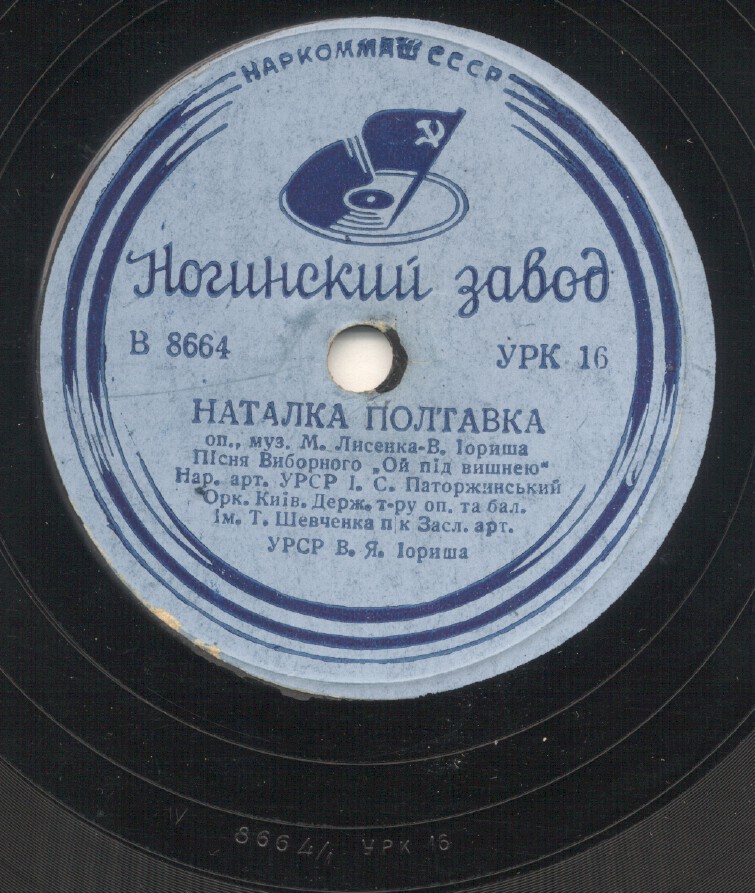 НАРКОММАШ СССР
Ногинский завод
В 8664 УРК 16
НАТАЛКА ПОЛТАВКА
оп., муз. М. Лисенка-В. Іориша
Пісня Виборного „Ой під вишнею“
Нар. арт. УРСР І. С. Паторжинський
Орк. Київ. Держ. т-ру оп. та бал.
Ім. Т. Шевченка п/к Засл. арт.
УРСР В. Я. Іориша
8664/ УРК 16